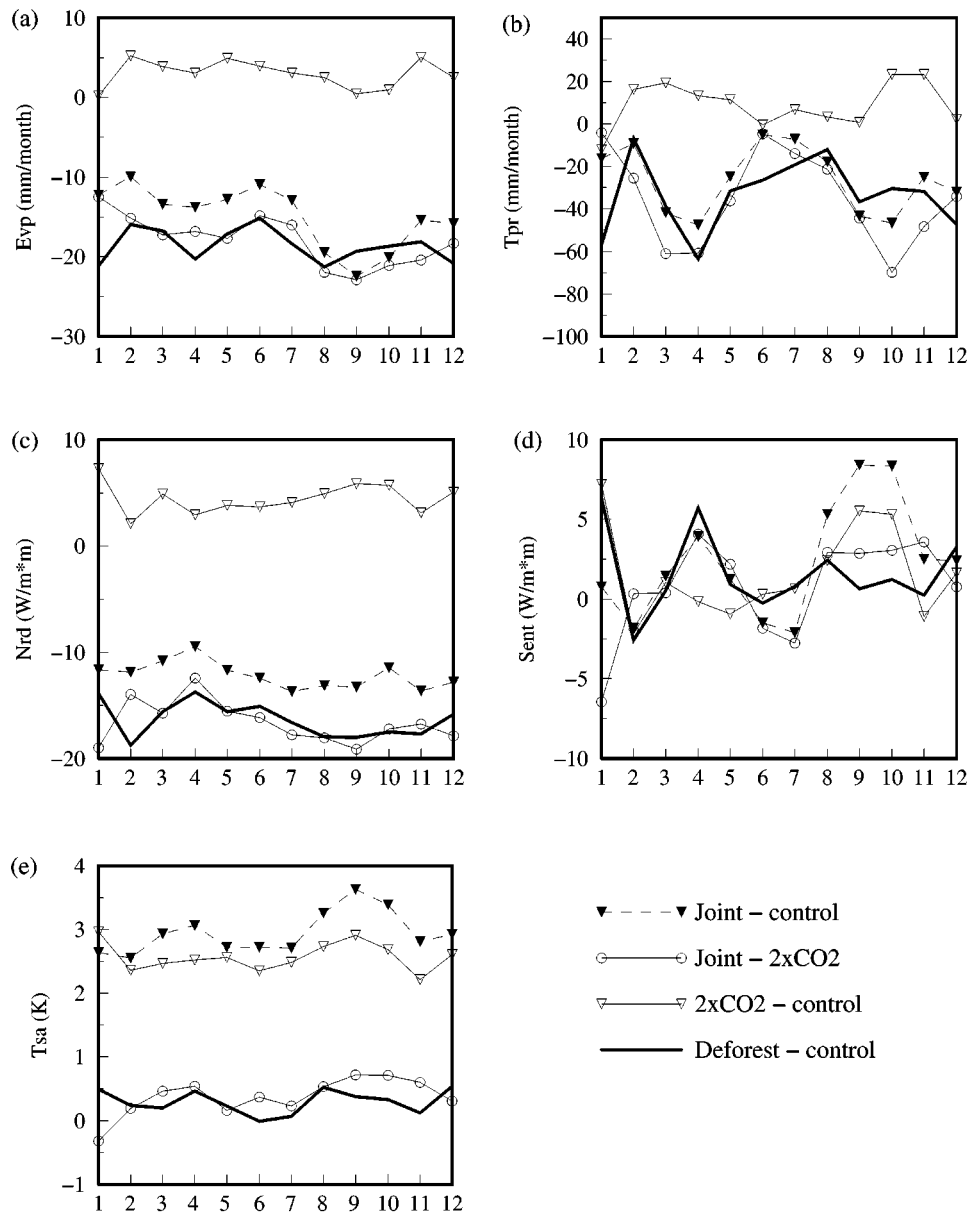 (a)
10
0
−10
−20
−30
Evp (mm/month)
1 2 3 4 5 6 7 8 9 10 11 12
(b)
40
20
0
−20
−40
−60
−80
−100
Tpr (mm/month)
1 2 3 4 5 6 7 8 9 10 11 12
(c)
10
0
−10
−20
Nrd (W/m*m)
1 2 3 4 5 6 7 8 9 10 11 12
(d)
10
5
0
−5
−10
Sent (W/m*m)
1 2 3 4 5 6 7 8 9 10 11 12
(e)
4
3
2
1
0
−1
Tsa (K)
1 2 3 4 5 6 7 8 9 10 11 12
Joint − control
Joint − 2xCO2
2xCO2 − control
Deforest − control